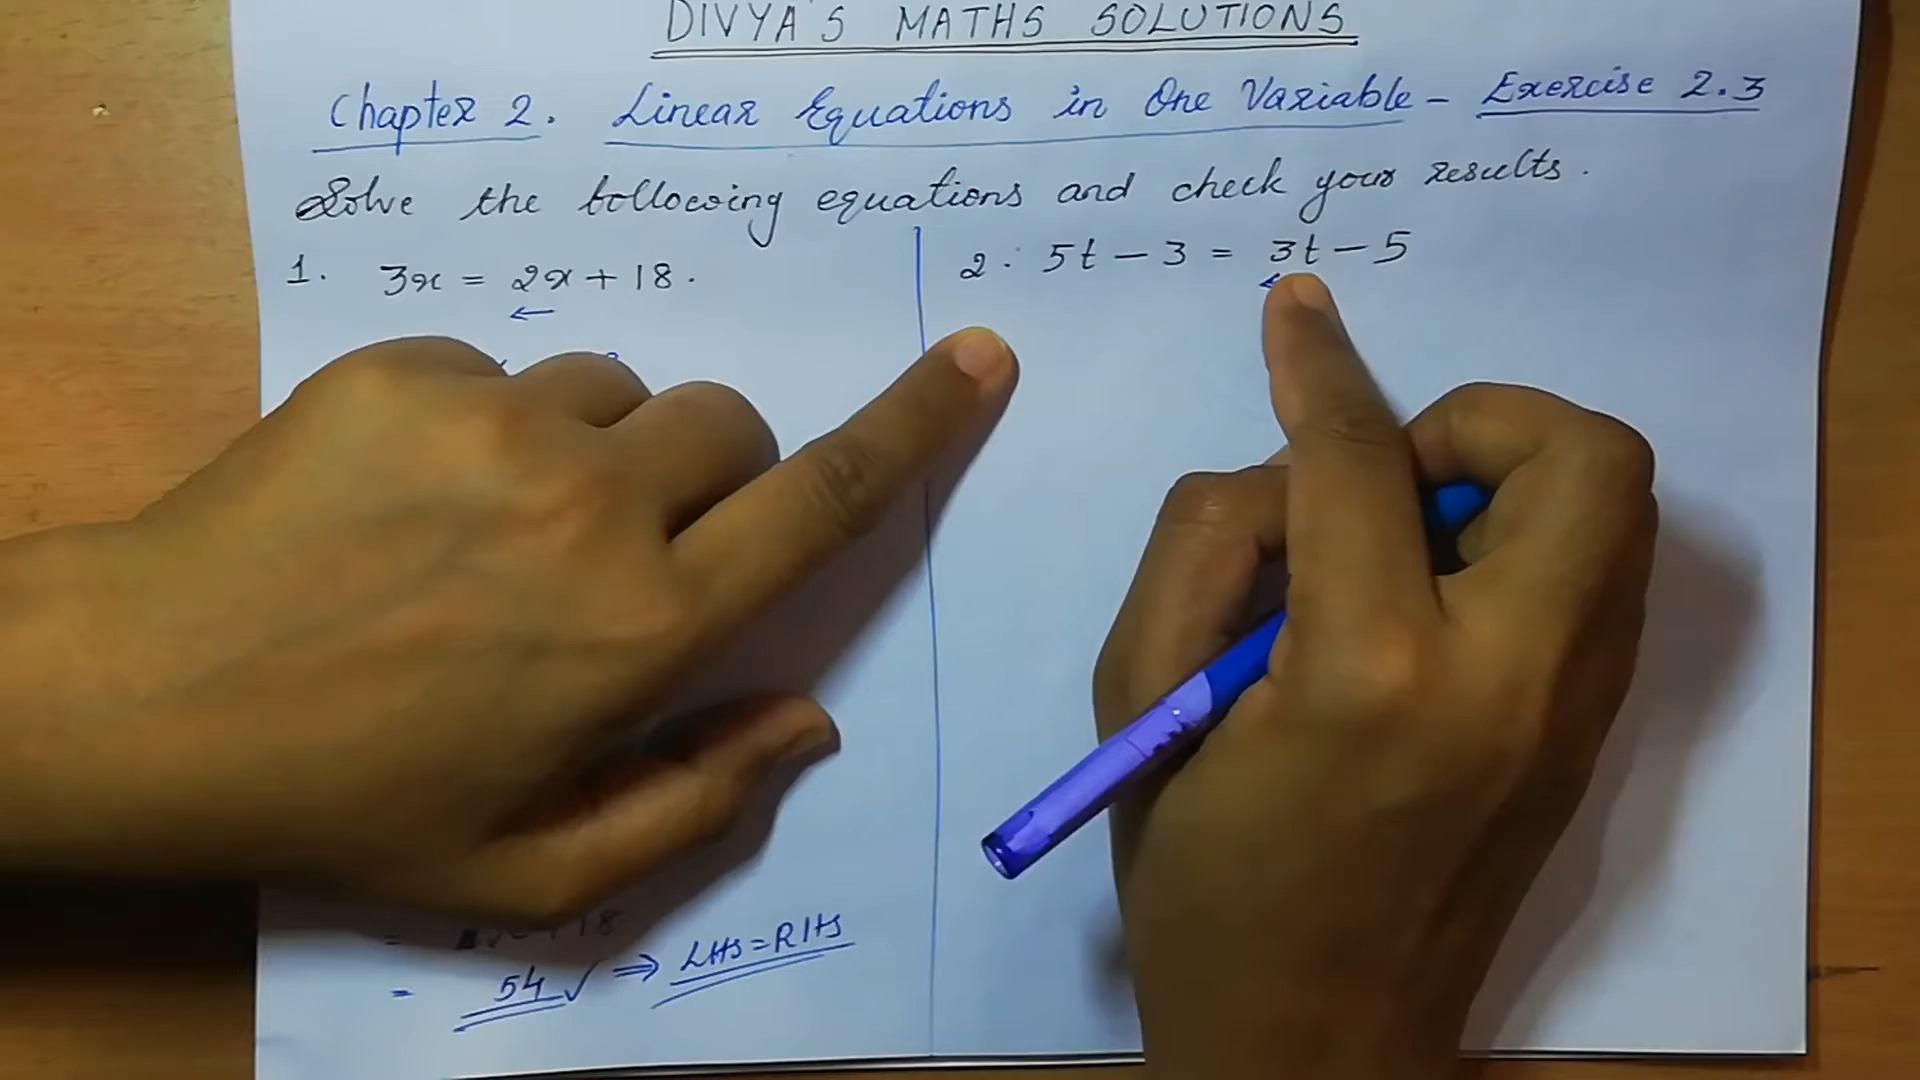 DIVYA'S MATHS SOLUTIONS
Chapter 2. Linear Equations in One Variable - Exercise 2.3
Solve the following equations and check your results.
1. 3x = 2x + 18.
2. 5t - 3 = 3t - 5
= 54 ✓ ⇒ LHS = RHS